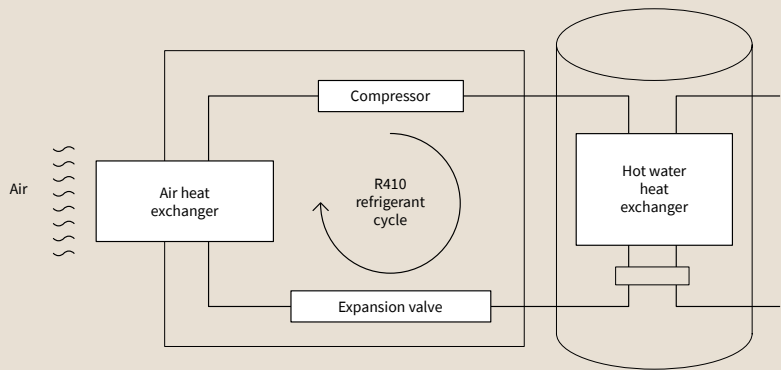 Compressor
Air
Air heat
exchanger
R410
refrigerant
cycle
Hot water
heat
exchanger
Expansion valve